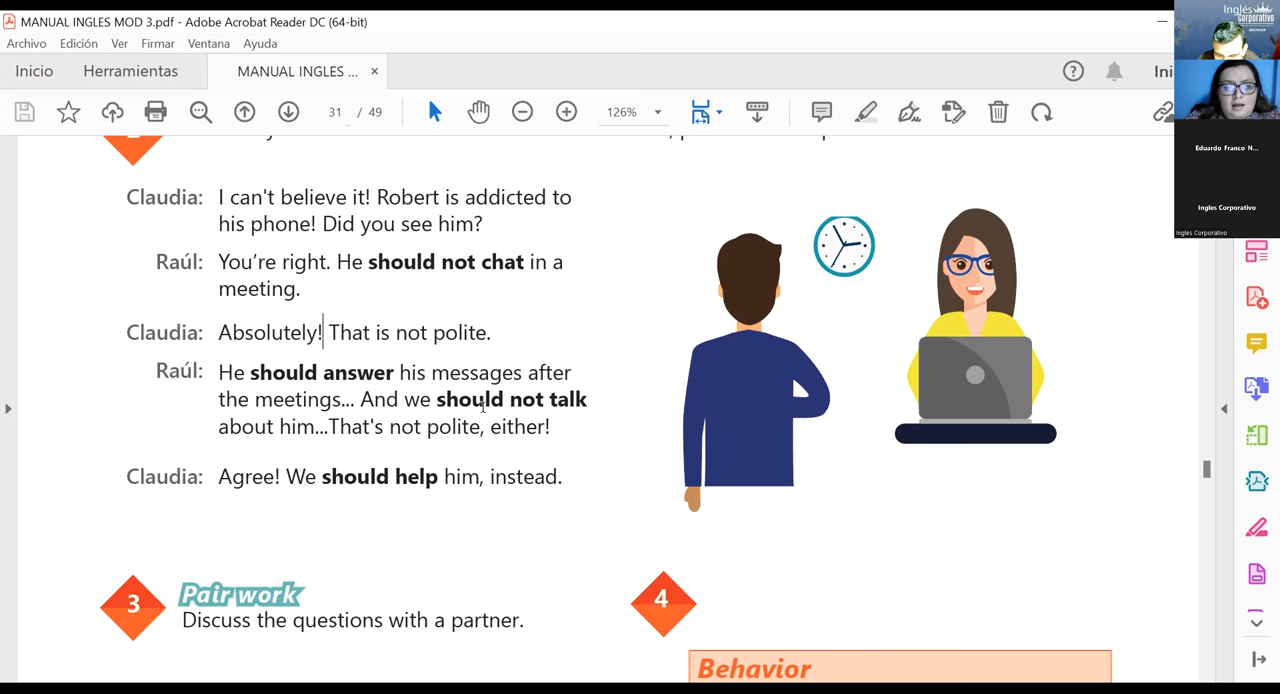 MANUAL INGLES MOD 3.pdf - Adobe Acrobat Reader DC (64-bit)
Archivo Edición Ver Firmar Ventana Ayuda
Inicio Herramientas MANUAL INGLES ... × Ini
31 / 49 126%
Inglés
Corporativo
Eduardo Franco N...
Ingles Corporativo
Ingles Corporativo
Claudia: I can't believe it! Robert is addicted to
his phone! Did you see him?
Raúl: You’re right. He should not chat in a
meeting.
Claudia: Absolutely! That is not polite.
Raúl: He should answer his messages after
the meetings... And we should not talk
about him...That's not polite, either!
Claudia: Agree! We should help him, instead.
3 Pair work
Discuss the questions with a partner.
4
Behavior